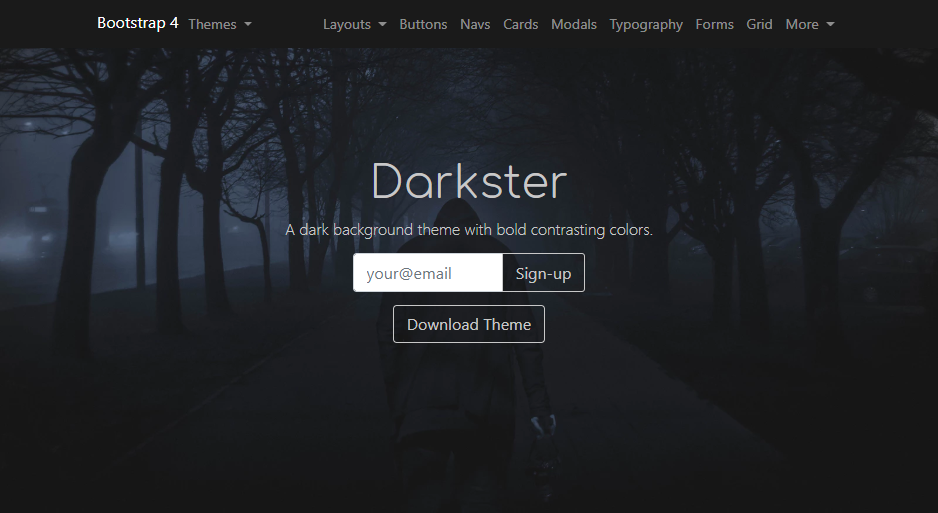 Bootstrap 4 Themes Layouts Buttons Navs Cards Modals Typography Forms Grid More
Darkster
A dark background theme with bold contrasting colors.
your@email Sign-up
Download Theme